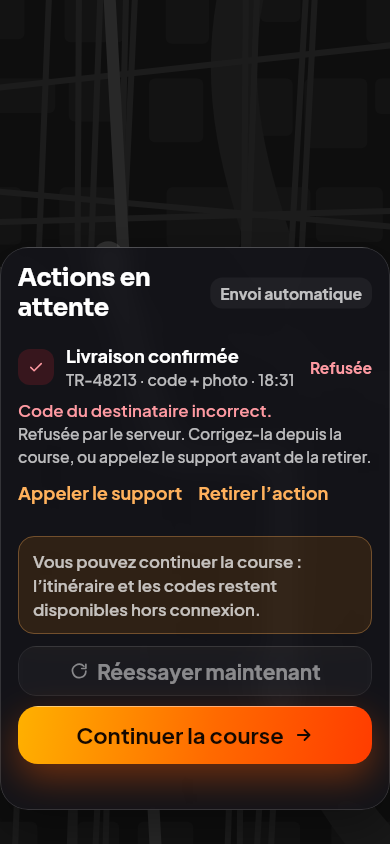 Actions en
attente
Envoi automatique
Livraison confirmée
TR-48213 · code + photo · 18:31
Refusée
Code du destinataire incorrect.
Refusée par le serveur. Corrigez-la depuis la
course, ou appelez le support avant de la retirer.
Appeler le support Retirer l’action
Vous pouvez continuer la course :
l’itinéraire et les codes restent
disponibles hors connexion.
Réessayer maintenant
Continuer la course →